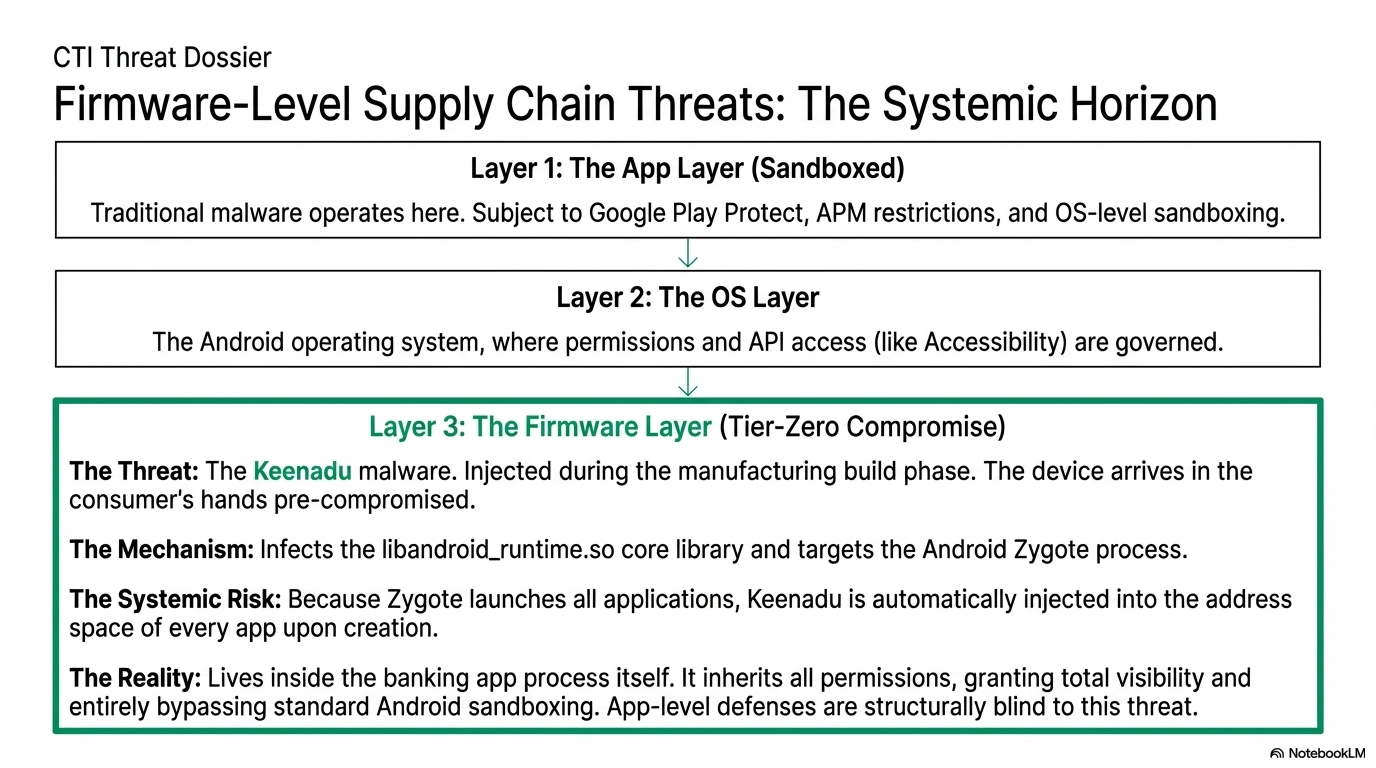 CTI Threat Dossier
Firmware-Level Supply Chain Threats: The Systemic Horizon
Layer 1: The App Layer (Sandboxed)
Traditional malware operates here. Subject to Google Play Protect, APM restrictions, and OS-level sandboxing.
Layer 2: The OS Layer
The Android operating system, where permissions and API access (like Accessibility) are governed.
Layer 3: The Firmware Layer (Tier-Zero Compromise)
The Threat: The Keenadu malware. Injected during the manufacturing build phase. The device arrives in the
consumer's hands pre-compromised.
The Mechanism: Infects the libandroid_runtime.so core library and targets the Android Zygote process.
The Systemic Risk: Because Zygote launches all applications, Keenadu is automatically injected into the address
space of every app upon creation.
The Reality: Lives inside the banking app process itself. It inherits all permissions, granting total visibility and
entirely bypassing standard Android sandboxing. App-level defenses are structurally blind to this threat.
NotebookLM